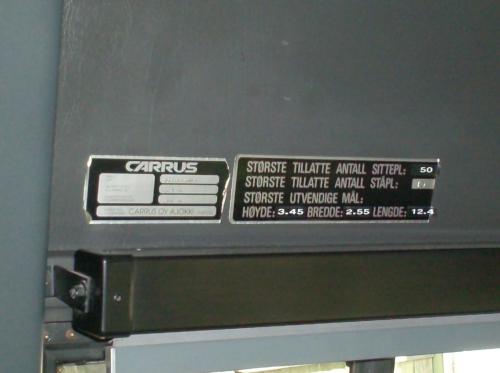 CARRUS
CARRUS OY AJOKKI
STØRSTE TILLATTE ANTALL SITTEPL: 50
STØRSTE TILLATTE ANTALL STÅPL:
STØRSTE UTVENDIGE MÅL:
HØYDE: 3.45 BREDDE: 2.55 LENGDE: 12.4